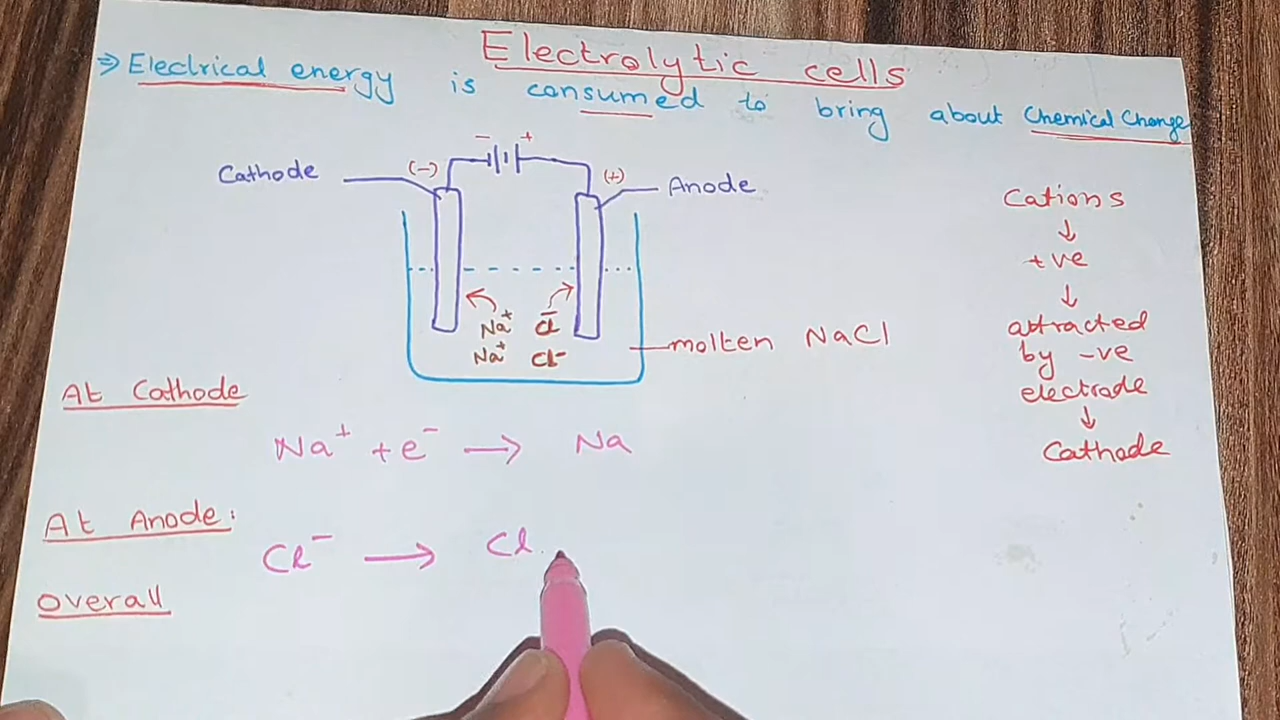 Electrolytic cells
⇒ Electrical energy is consumed to bring about Chemical Change
Cathode (-) - + (+) Anode
Na⁺ Cl⁻
Na⁺ Cl⁻
molten NaCl
Cations
↓
+ve
↓
attracted
by -ve
electrode
↓
Cathode
At Cathode
Na⁺ + e⁻ → Na
At Anode:
Cl⁻ → Cl
Overall